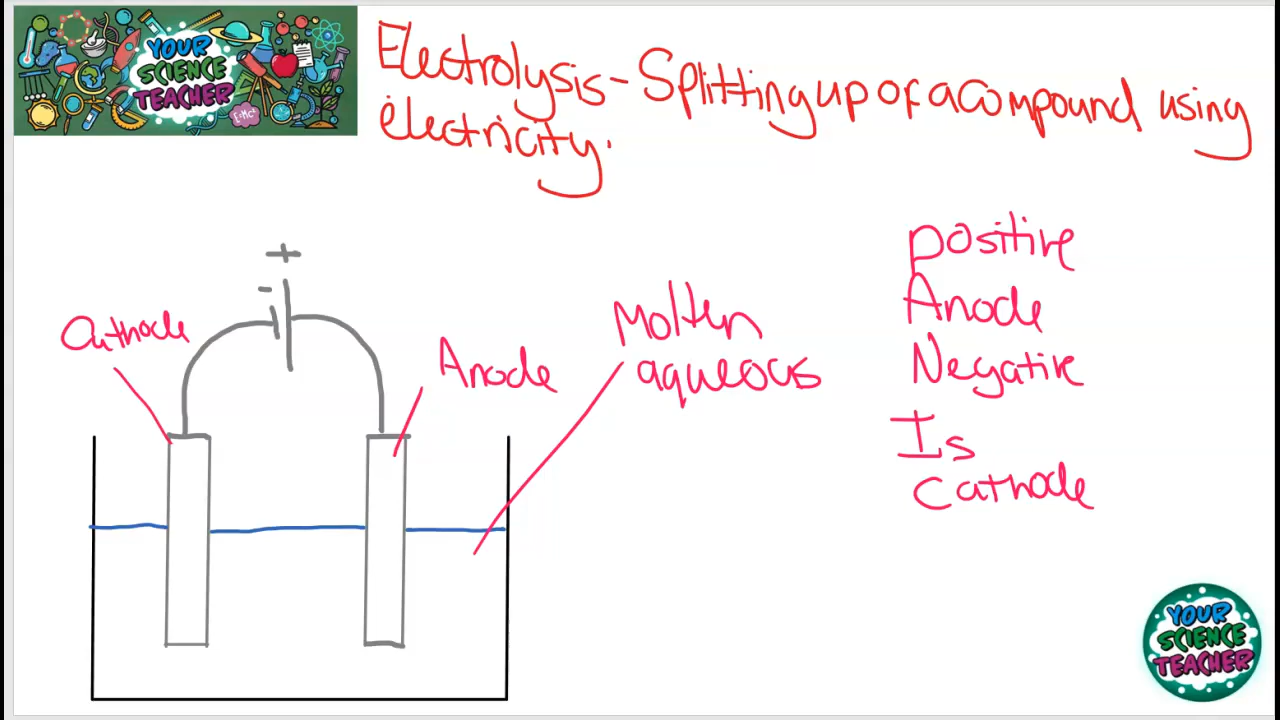 YOUR
SCIENCE
TEACHER
E=MC²
Electrolysis - Splitting up of a compound using
electricity.
+
-
Cathode
Anode
Molten
aqueous
positive
Anode
Negative
Is
Cathode
YOUR
SCIENCE
TEACHER